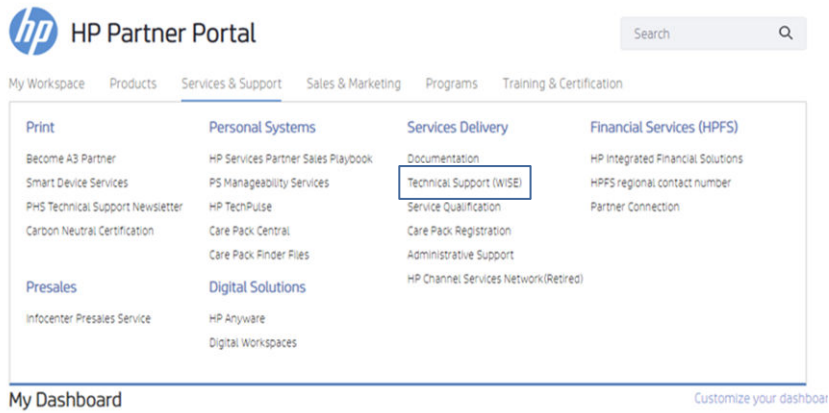 hp HP Partner Portal
Search
My Workspace Products Services & Support Sales & Marketing Programs Training & Certification
Print
Become A3 Partner
Smart Device Services
PHS Technical Support Newsletter
Carbon Neutral Certification
Presales
Infocenter Presales Service
Personal Systems
HP Services Partner Sales Playbook
PS Manageability Services
HP TechPulse
Care Pack Central
Care Pack Finder Files
Digital Solutions
HP Anyware
Digital Workspaces
Services Delivery
Documentation
Technical Support (WISE)
Service Qualification
Care Pack Registration
Administrative Support
HP Channel Services Network(Retired)
Financial Services (HPFS)
HP Integrated Financial Solutions
HPFS regional contact number
Partner Connection
My Dashboard
Customize your dashboar